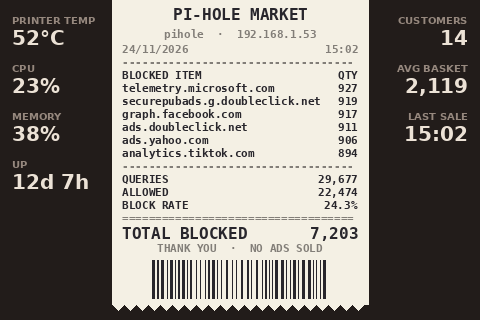 PRINTER TEMP
52°C
CPU
23%
MEMORY
38%
UP
12d 7h
PI-HOLE MARKET
pihole · 192.168.1.53
24/11/2026 15:02
------------------------------------
BLOCKED ITEM QTY
telemetry.microsoft.com 927
securepubads.g.doubleclick.net 919
graph.facebook.com 917
ads.doubleclick.net 911
ads.yahoo.com 906
analytics.tiktok.com 894
------------------------------------
QUERIES 29,677
ALLOWED 22,474
BLOCK RATE 24.3%
====================================
TOTAL BLOCKED 7,203
THANK YOU · NO ADS SOLD
CUSTOMERS
14
AVG BASKET
2,119
LAST SALE
15:02